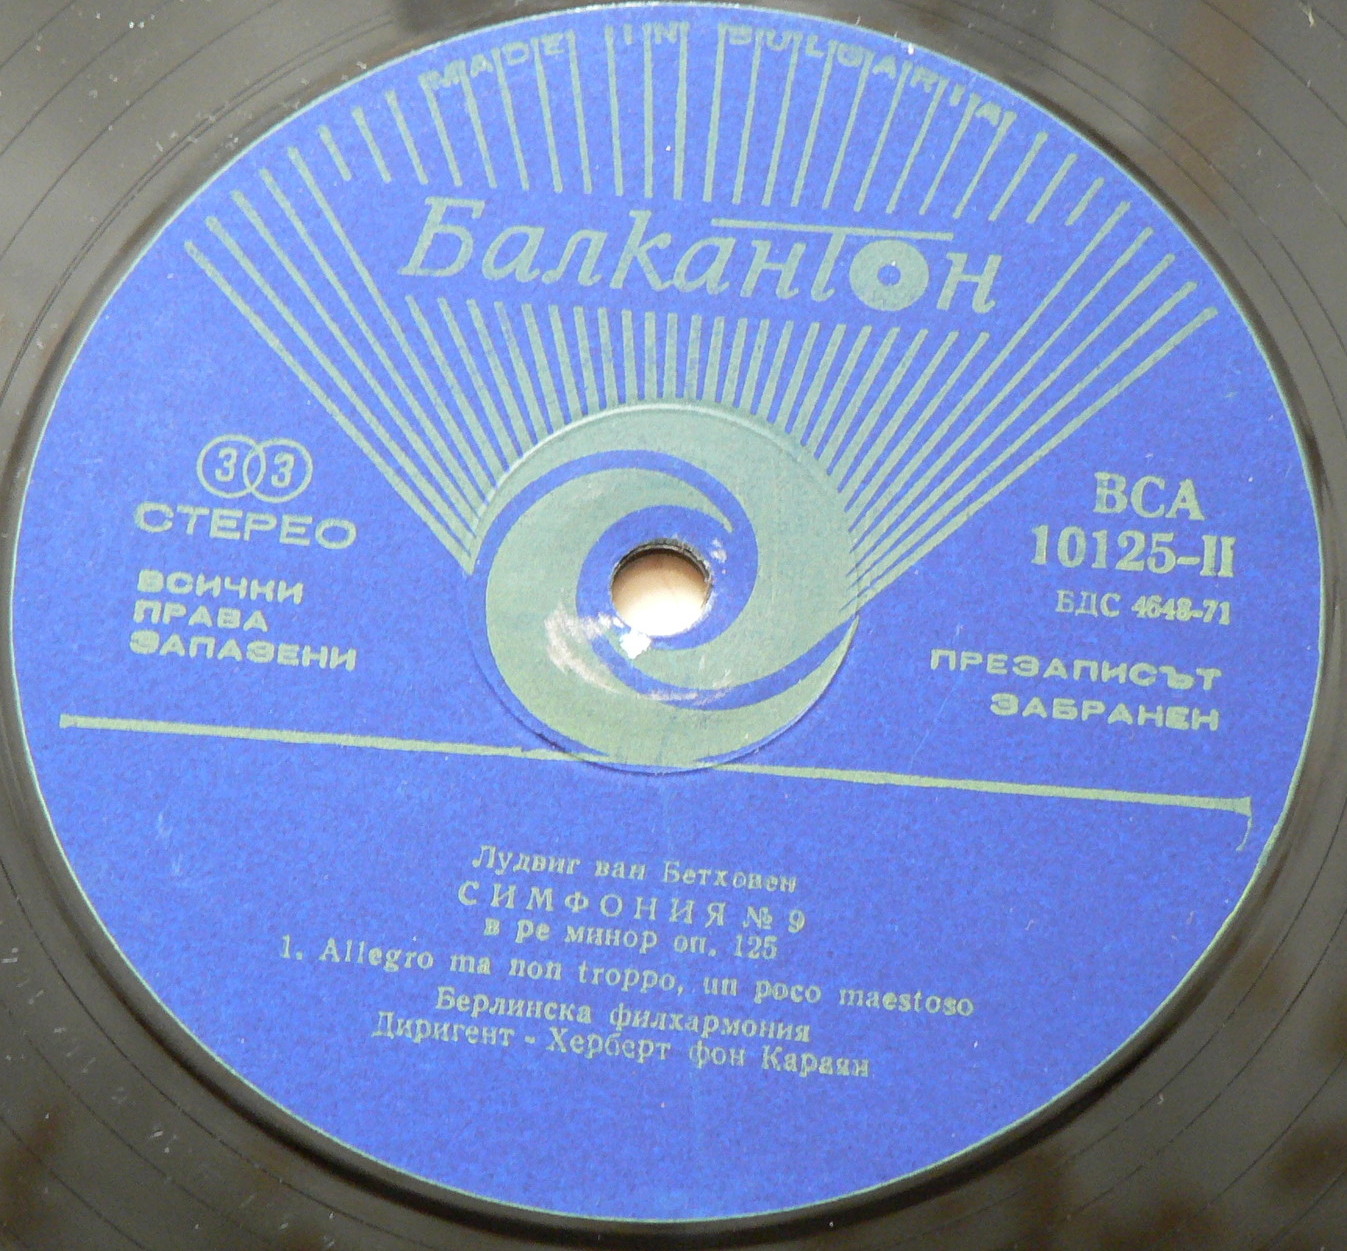 MADE IN BULGARIA
Балкантон
33
СТЕРЕО
ВСИЧКИ
ПРАВА
ЗАПАЗЕНИ
ВСА
10125-II
БДС 4648-71
ПРЕЗАПИСЪТ
ЗАБРАНЕН
Лудвиг ван Бетховен
СИМФОНИЯ № 9
в ре минор оп. 125
1. Allegro ma non troppo, un poco maestoso
Берлинска филхармония
Диригент - Херберт фон Караян